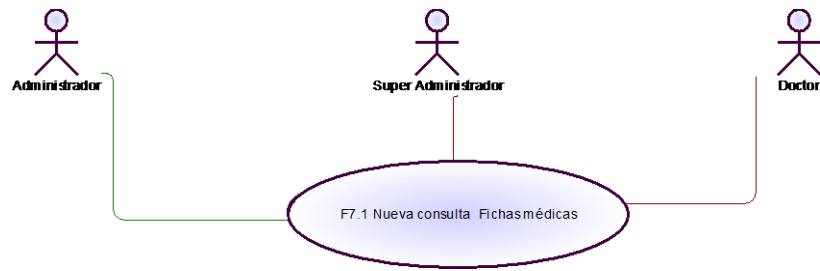 Administrador
Super Administrador
Doctor
F7.1 Nueva consulta Fichas médicas